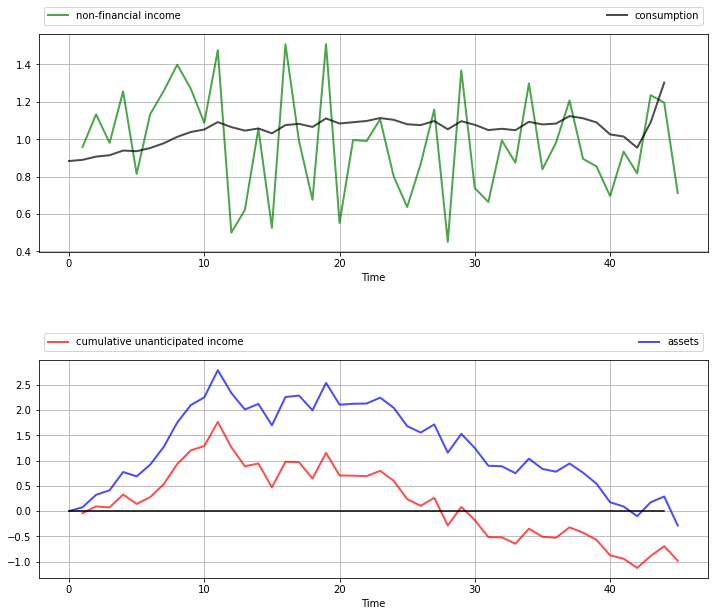 non-financial income consumption
1.4
1.2
1.0
0.8
0.6
0.4
0 10 20 30 40
Time
cumulative unanticipated income assets
2.5
2.0
1.5
1.0
0.5
0.0
−0.5
−1.0
0 10 20 30 40
Time